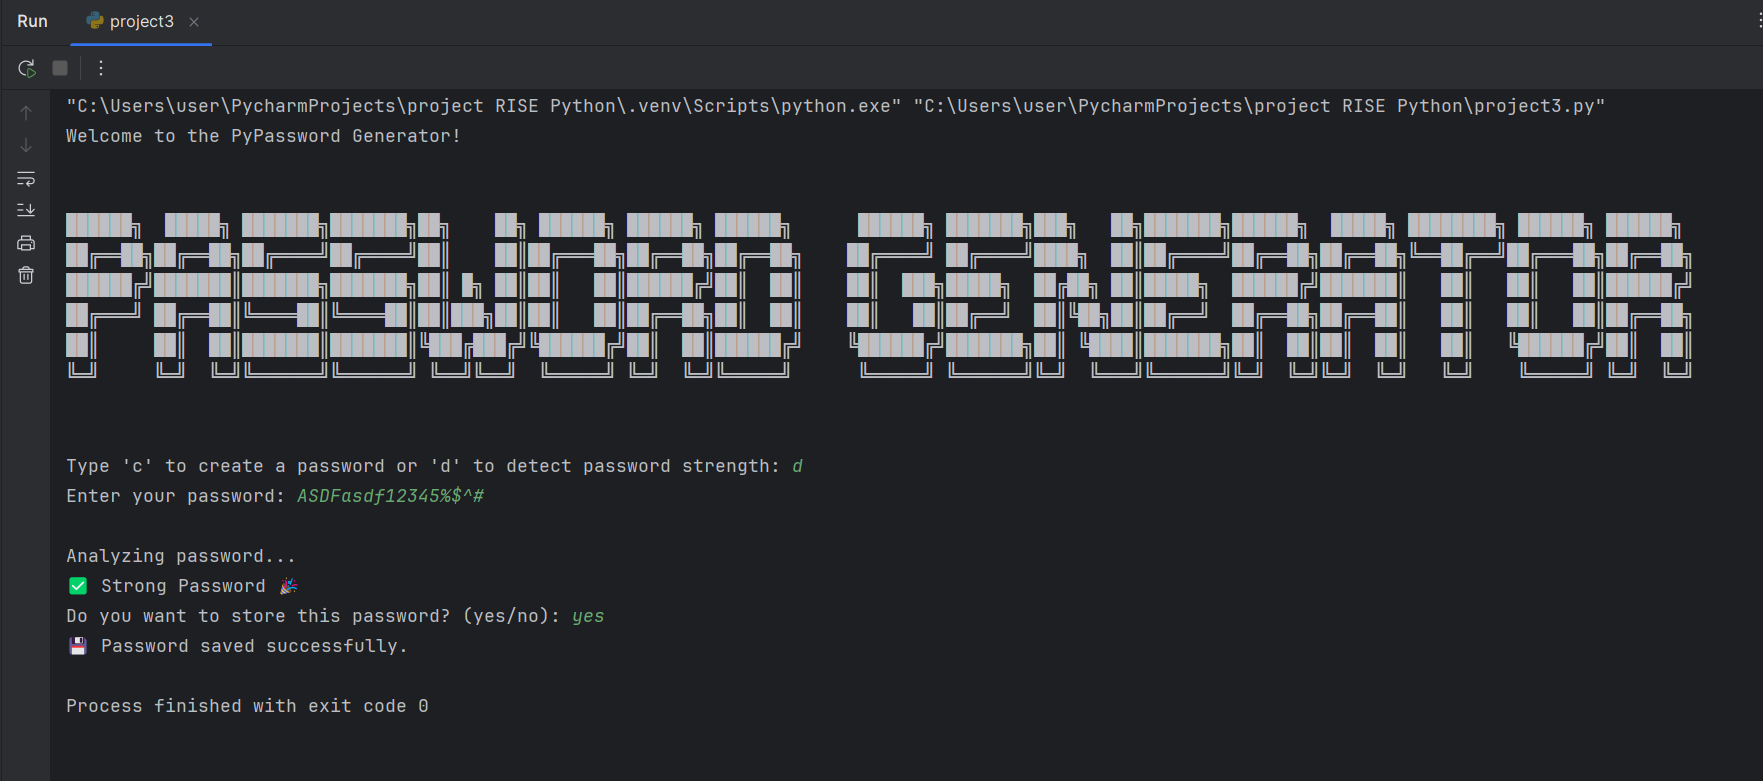 Run project3
"C:\Users\user\PycharmProjects\project RISE Python\.venv\Scripts\python.exe" "C:\Users\user\PycharmProjects\project RISE Python\project3.py"
Welcome to the PyPassword Generator!
PASSWORD GENERATOR
Type 'c' to create a password or 'd' to detect password strength: d
Enter your password: ASDFasdf12345%$^#
Analyzing password...
✅ Strong Password 🎉
Do you want to store this password? (yes/no): yes
💾 Password saved successfully.
Process finished with exit code 0